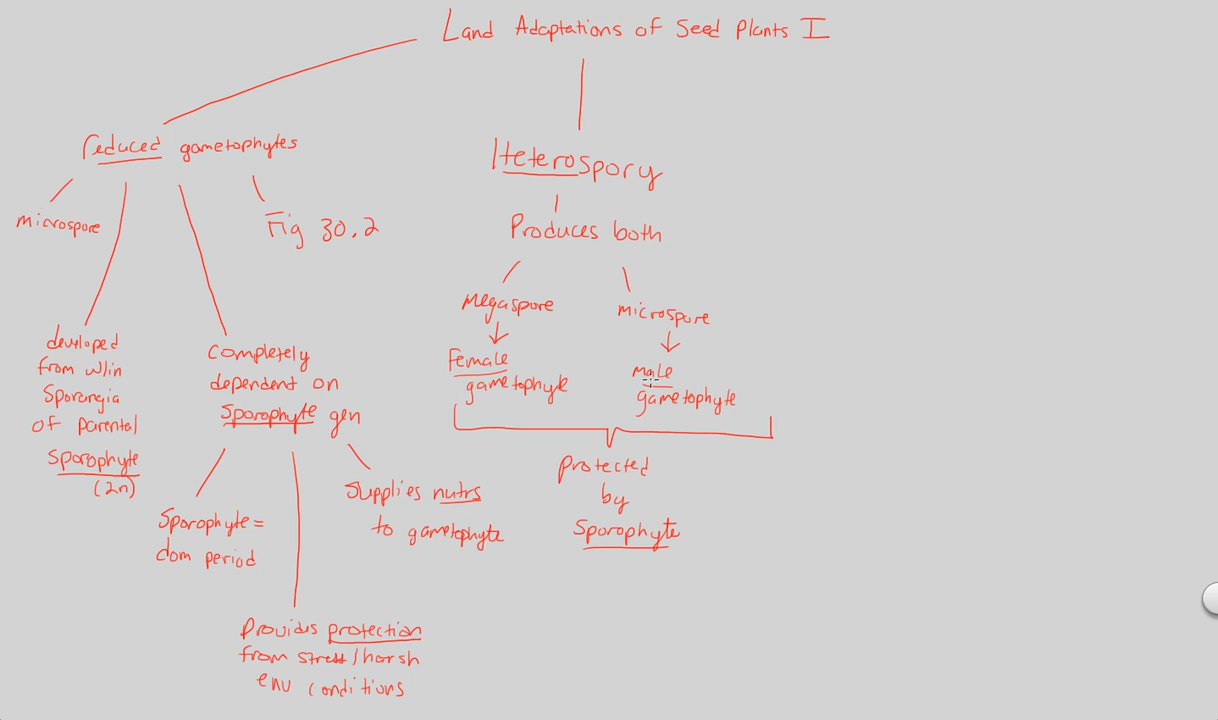 Land Adaptations of Seed Plants I
reduced gametophytes
microspore
Fig 30.2
developed
from w/in
Sporangia
of parental
Sporophyte
(2n)
Completely
dependent on
Sporophyte gen
Sporophyte =
dom period
Provides protection
from stress/harsh
env conditions
Supplies nutrs
to gametophyte
Heterospory
Produces both
Megaspore
Female
gametophyte
microspore
male
gametophyte
Protected
by
Sporophyte